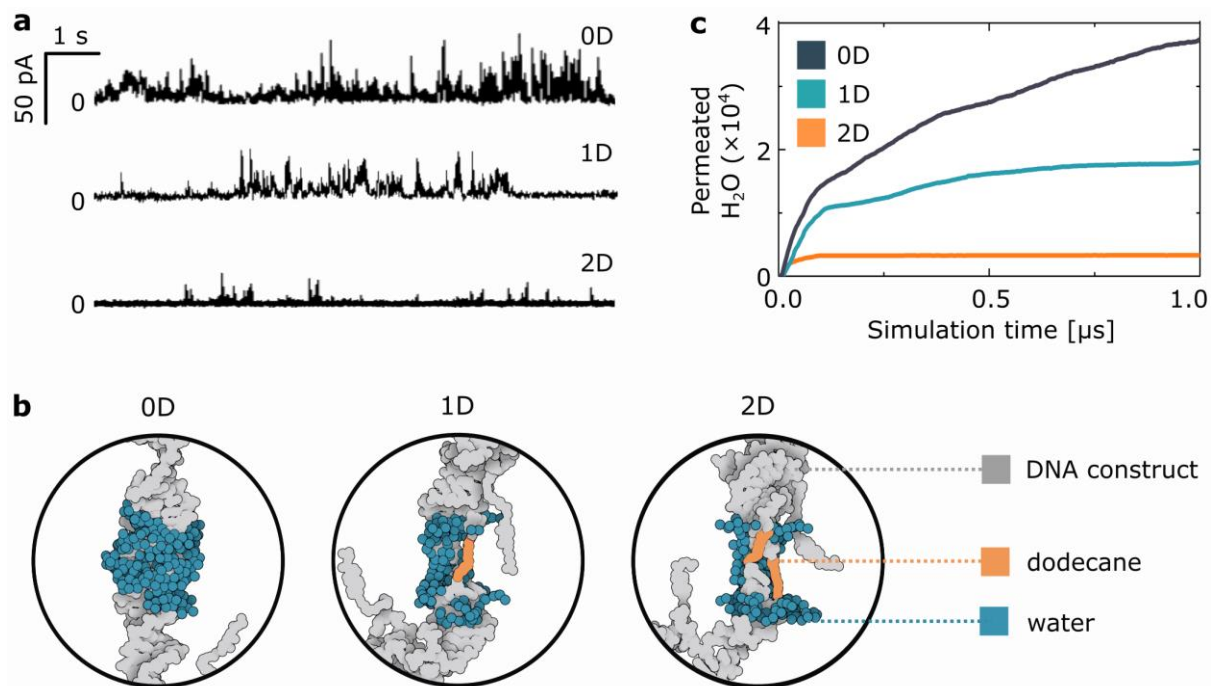 a
1 s
50 pA
0D
0
1D
0
2D
0
c
4
2
0
Permeated
H₂O (×10⁴)
0D
1D
2D
0.0
0.5
1.0
Simulation time [μs]
b
0D
1D
2D
DNA construct
dodecane
water